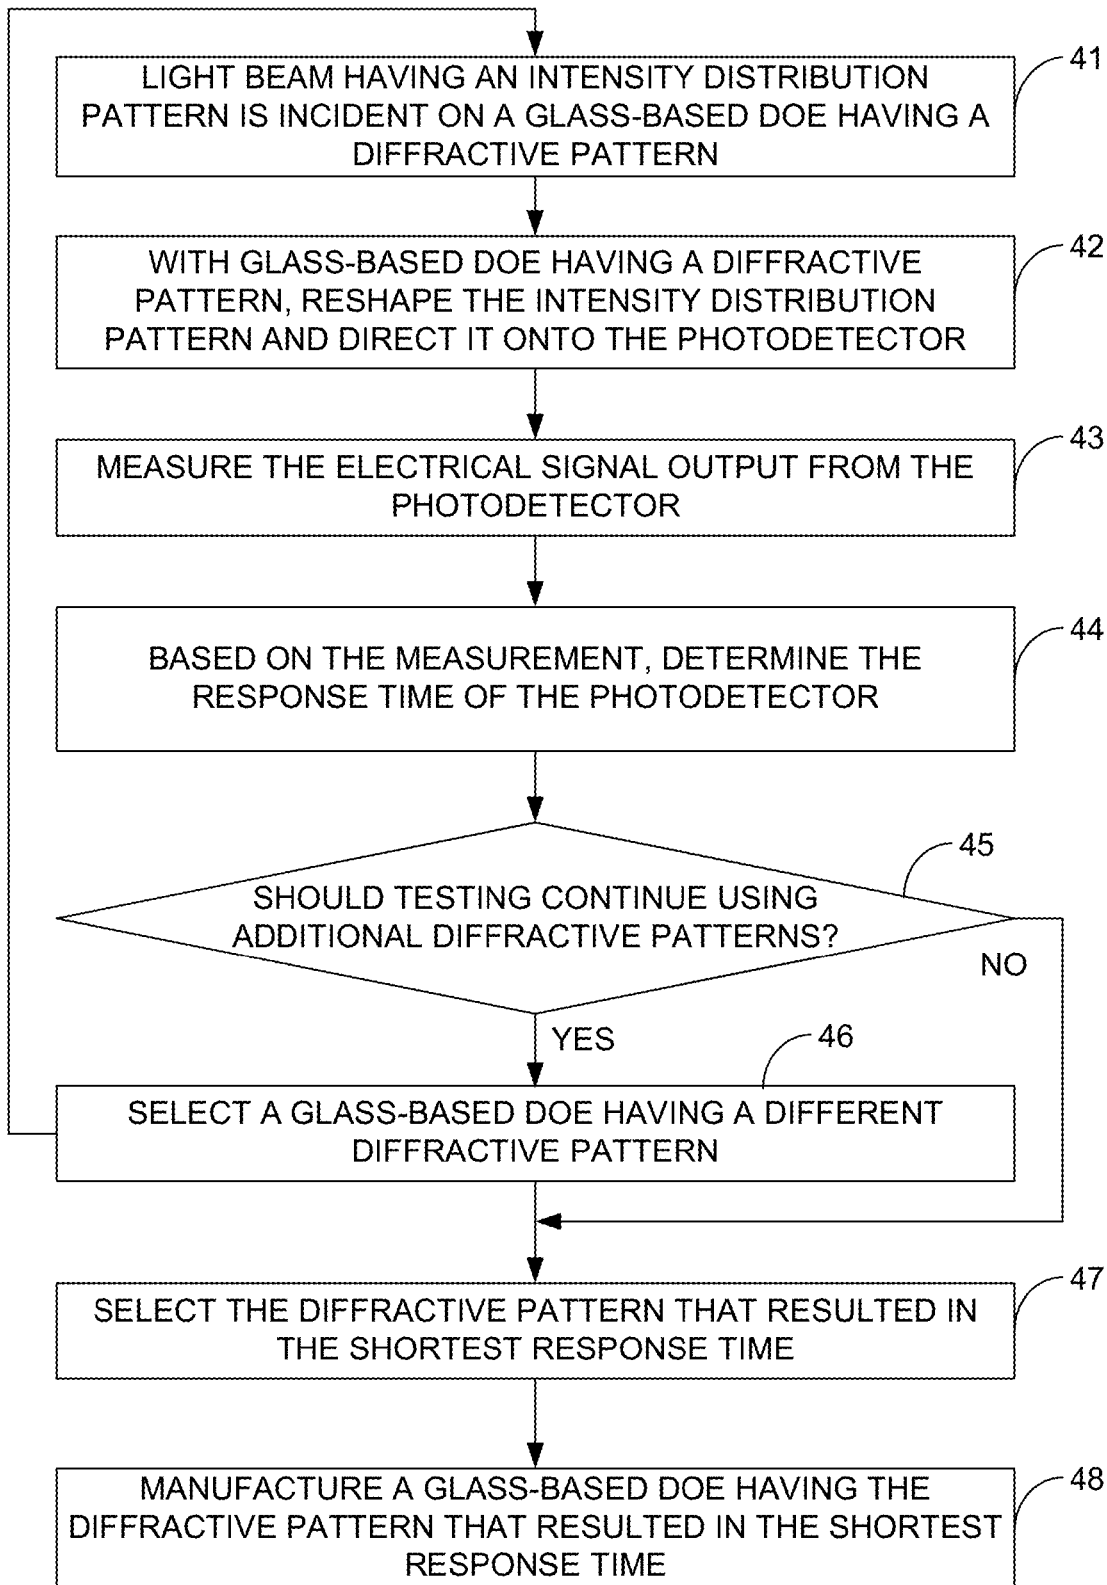 LIGHT BEAM HAVING AN INTENSITY DISTRIBUTION
PATTERN IS INCIDENT ON A GLASS-BASED DOE HAVING A
DIFFRACTIVE PATTERN
41
WITH GLASS-BASED DOE HAVING A DIFFRACTIVE
PATTERN, RESHAPE THE INTENSITY DISTRIBUTION
PATTERN AND DIRECT IT ONTO THE PHOTODETECTOR
42
MEASURE THE ELECTRICAL SIGNAL OUTPUT FROM THE
PHOTODETECTOR
43
BASED ON THE MEASUREMENT, DETERMINE THE
RESPONSE TIME OF THE PHOTODETECTOR
44
SHOULD TESTING CONTINUE USING
ADDITIONAL DIFFRACTIVE PATTERNS?
45
NO
YES
46
SELECT A GLASS-BASED DOE HAVING A DIFFERENT
DIFFRACTIVE PATTERN
SELECT THE DIFFRACTIVE PATTERN THAT RESULTED IN
THE SHORTEST RESPONSE TIME
47
MANUFACTURE A GLASS-BASED DOE HAVING THE
DIFFRACTIVE PATTERN THAT RESULTED IN THE SHORTEST
RESPONSE TIME
48